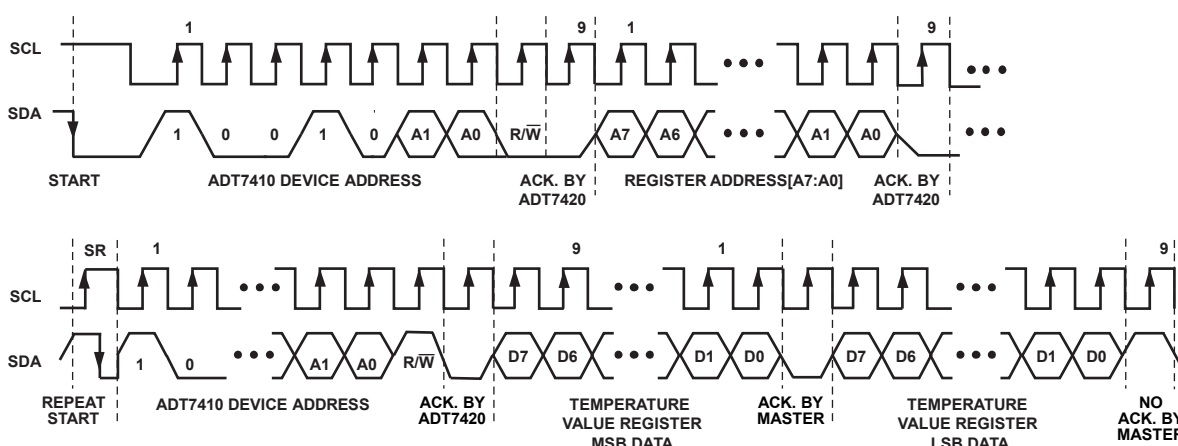 1 9 1 9
SCL
SDA
1 0 0 1 0 A1 A0 R/W A7 A6 A1 A0
START ADT7410 DEVICE ADDRESS ACK. BY REGISTER ADDRESS[A7:A0] ACK. BY
ADT7420 ADT7420
SR 1 9 1 9
SCL
SDA
1 0 A1 A0 R/W D7 D6 D1 D0 D7 D6 D1 D0
REPEAT ADT7410 DEVICE ADDRESS ACK. BY TEMPERATURE ACK. BY TEMPERATURE NO
START ADT7420 VALUE REGISTER MASTER VALUE REGISTER ACK. BY
MSB DATA LSB DATA MASTER